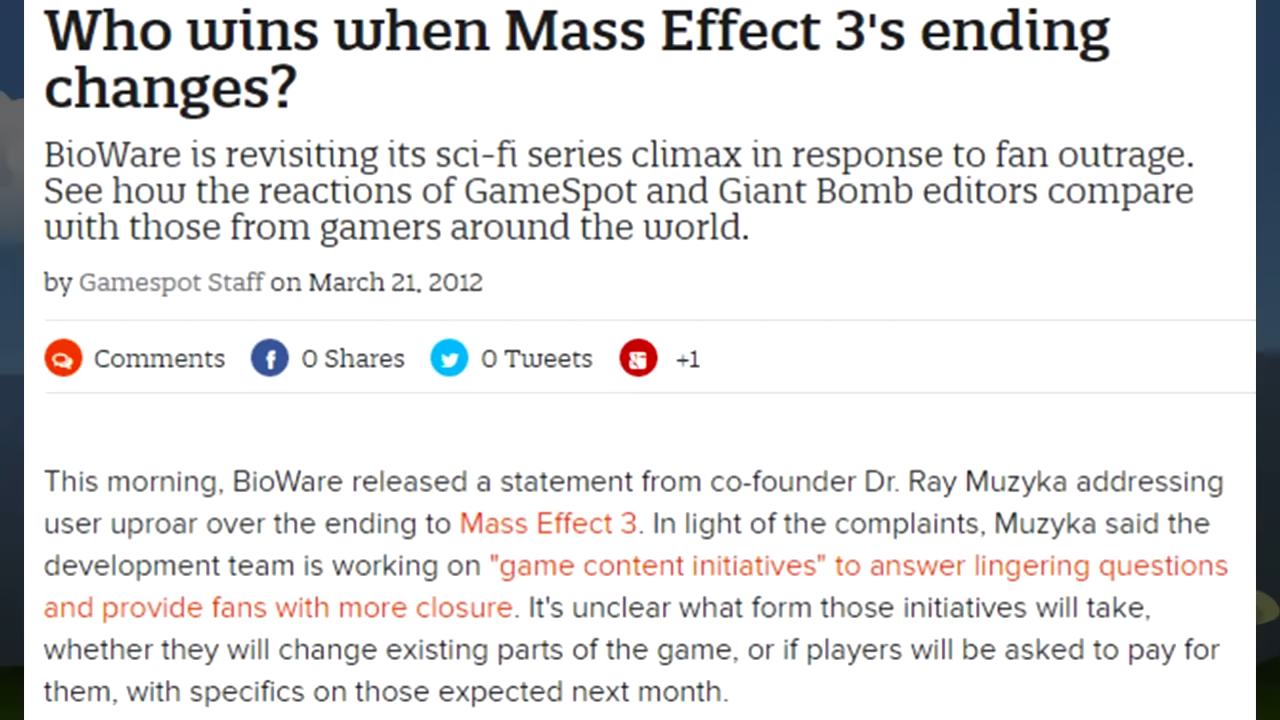 Who wins when Mass Effect 3's ending
changes?
BioWare is revisiting its sci-fi series climax in response to fan outrage.
See how the reactions of GameSpot and Giant Bomb editors compare
with those from gamers around the world.
by Gamespot Staff on March 21, 2012
Comments 0 Shares 0 Tweets +1
This morning, BioWare released a statement from co-founder Dr. Ray Muzyka addressing
user uproar over the ending to Mass Effect 3. In light of the complaints, Muzyka said the
development team is working on "game content initiatives" to answer lingering questions
and provide fans with more closure. It's unclear what form those initiatives will take,
whether they will change existing parts of the game, or if players will be asked to pay for
them, with specifics on those expected next month.